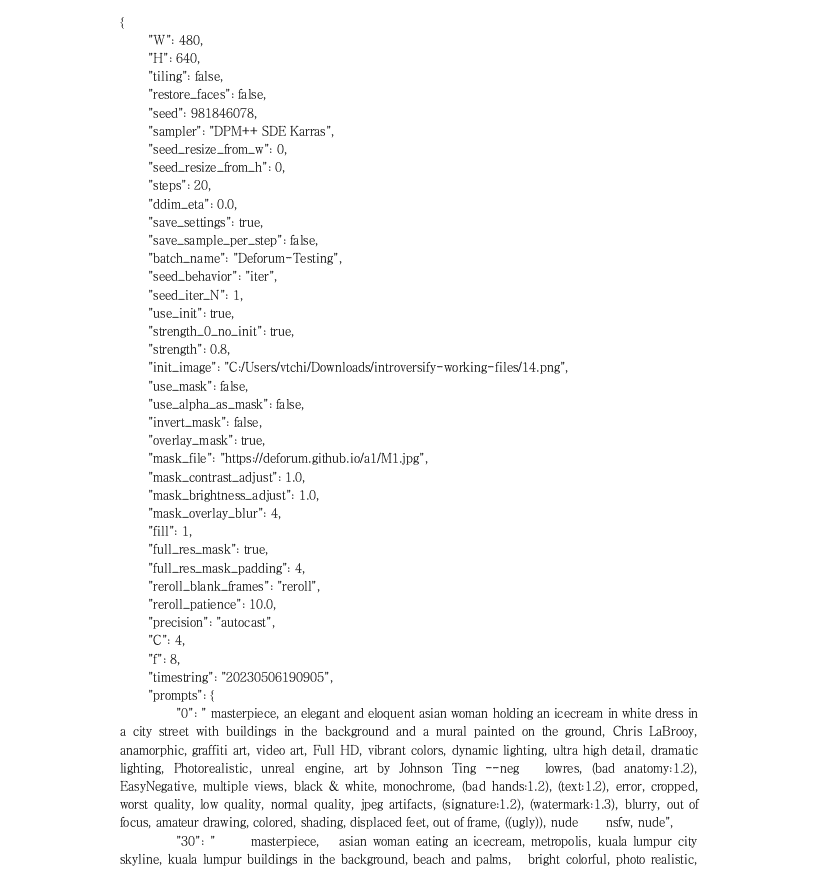 {
"W": 480,
"H": 640,
"tiling": false,
"restore_faces": false,
"seed": 981846078,
"sampler": "DPM++ SDE Karras",
"seed_resize_from_w": 0,
"seed_resize_from_h": 0,
"steps": 20,
"ddim_eta": 0.0,
"save_settings": true,
"save_sample_per_step": false,
"batch_name": "Deforum-Testing",
"seed_behavior": "iter",
"seed_iter_N": 1,
"use_init": true,
"strength_0_no_init": true,
"strength": 0.8,
"init_image": "C:/Users/vtchi/Downloads/introversify-working-files/14.png",
"use_mask": false,
"use_alpha_as_mask": false,
"invert_mask": false,
"overlay_mask": true,
"mask_file": "https://deforum.github.io/a1/M1.jpg",
"mask_contrast_adjust": 1.0,
"mask_brightness_adjust": 1.0,
"mask_overlay_blur": 4,
"fill": 1,
"full_res_mask": true,
"full_res_mask_padding": 4,
"reroll_blank_frames": "reroll",
"reroll_patience": 10.0,
"precision": "autocast",
"C": 4,
"f": 8,
"timestring": "20230506190905",
"prompts": {
"0": " masterpiece, an elegant and eloquent asian woman holding an icecream in white dress in
a city street with buildings in the background and a mural painted on the ground, Chris LaBrooy,
anamorphic, graffiti art, video art, Full HD, vibrant colors, dynamic lighting, ultra high detail, dramatic
lighting, Photorealistic, unreal engine, art by Johnson Ting --neg lowres, (bad anatomy:1.2),
EasyNegative, multiple views, black & white, monochrome, (bad hands:1.2), (text:1.2), error, cropped,
worst quality, low quality, normal quality, jpeg artifacts, (signature:1.2), (watermark:1.3), blurry, out of
focus, amateur drawing, colored, shading, displaced feet, out of frame, ((ugly)), nude nsfw, nude",
"30": " masterpiece, asian woman eating an icecream, metropolis, kuala lumpur city
skyline, kuala lumpur buildings in the background, beach and palms, bright colorful, photo realistic,